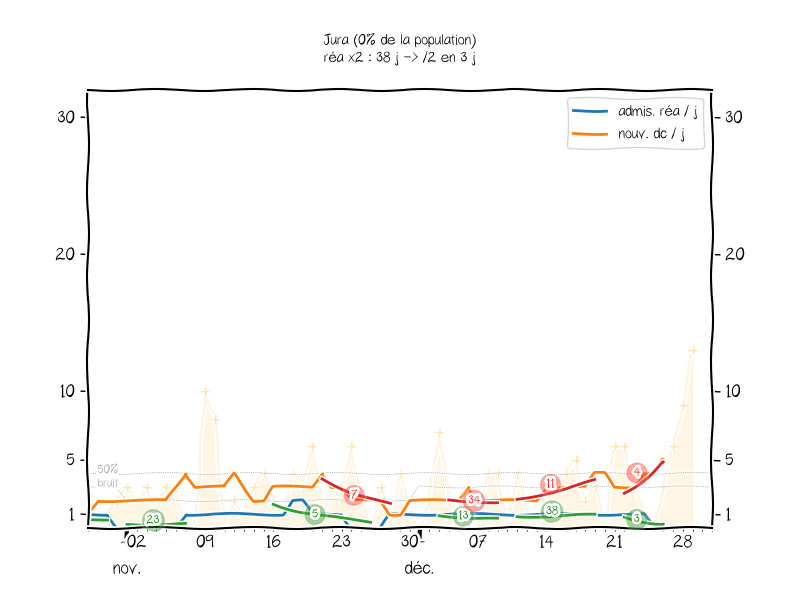 Jura (0% de la population)
réa x2 : 38 j -> /2 en 3 j
admis. réa / j
nouv. dc / j
30 30
20 20
10 10
5 5
1 1
50%
bruit
23 5 7 13 34 11 38 4 3
02 09 16 23 30 07 14 21 28
nov. déc.